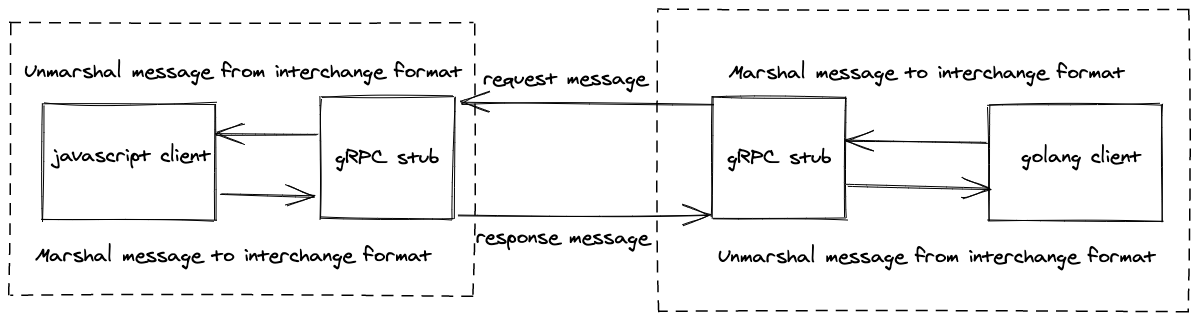 Unmarshal message from interchange format
javascript client
gRPC stub
Marshal message to interchange format
request message
response message
Marshal message to interchange format
gRPC stub
golang client
Unmarshal message from interchange format